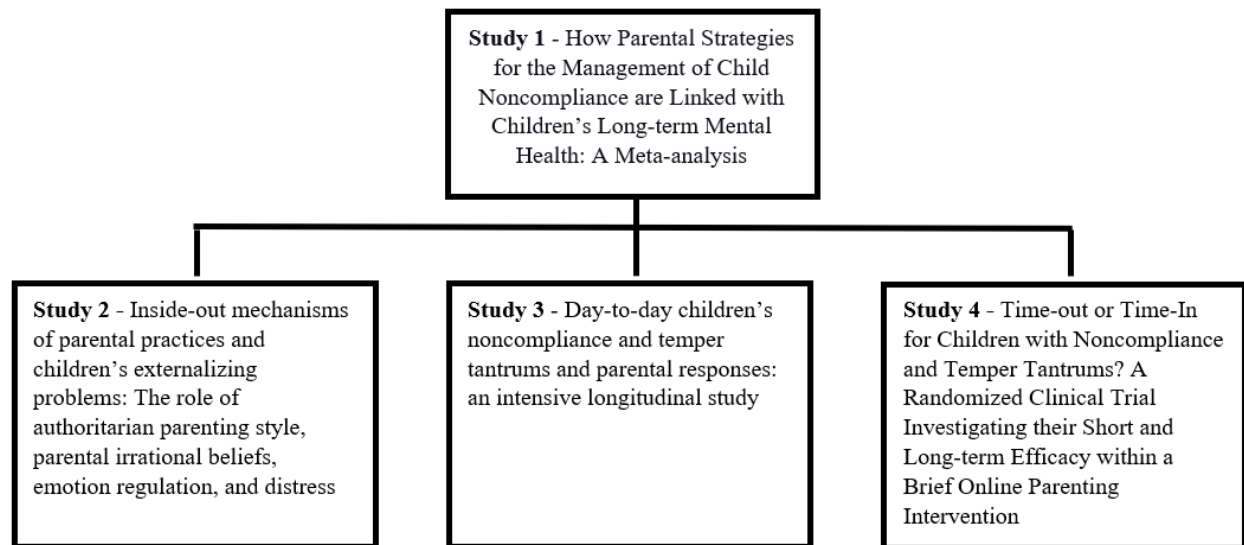 Study 1 - How Parental Strategies
for the Management of Child
Noncompliance are Linked with
Children’s Long-term Mental
Health: A Meta-analysis
Study 2 - Inside-out mechanisms
of parental practices and
children’s externalizing
problems: The role of
authoritarian parenting style,
parental irrational beliefs,
emotion regulation, and distress
Study 3 - Day-to-day children’s
noncompliance and temper
tantrums and parental responses:
an intensive longitudinal study
Study 4 - Time-out or Time-In
for Children with Noncompliance
and Temper Tantrums? A
Randomized Clinical Trial
Investigating their Short and
Long-term Efficacy within a
Brief Online Parenting
Intervention